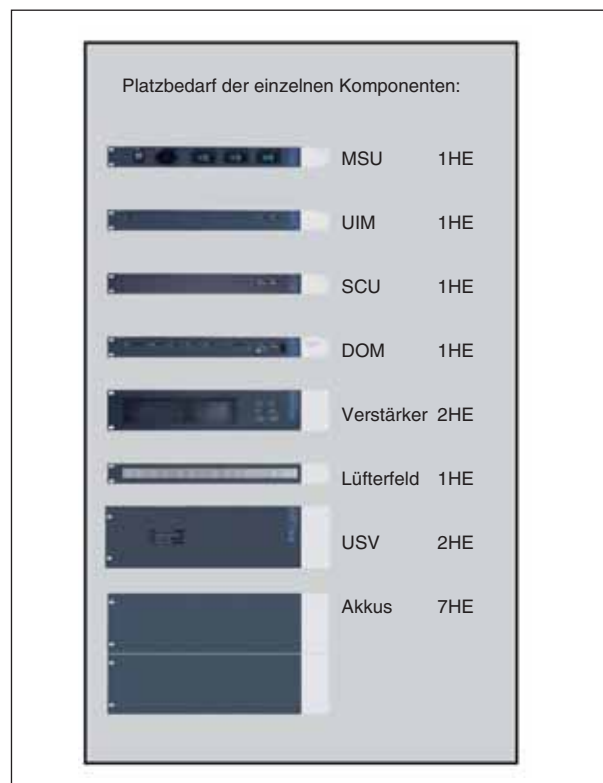 Platzbedarf der einzelnen Komponenten:
MSU 1HE
UIM 1HE
SCU 1HE
DOM 1HE
Verstärker 2HE
Lüfterfeld 1HE
USV 2HE
Akkus 7HE